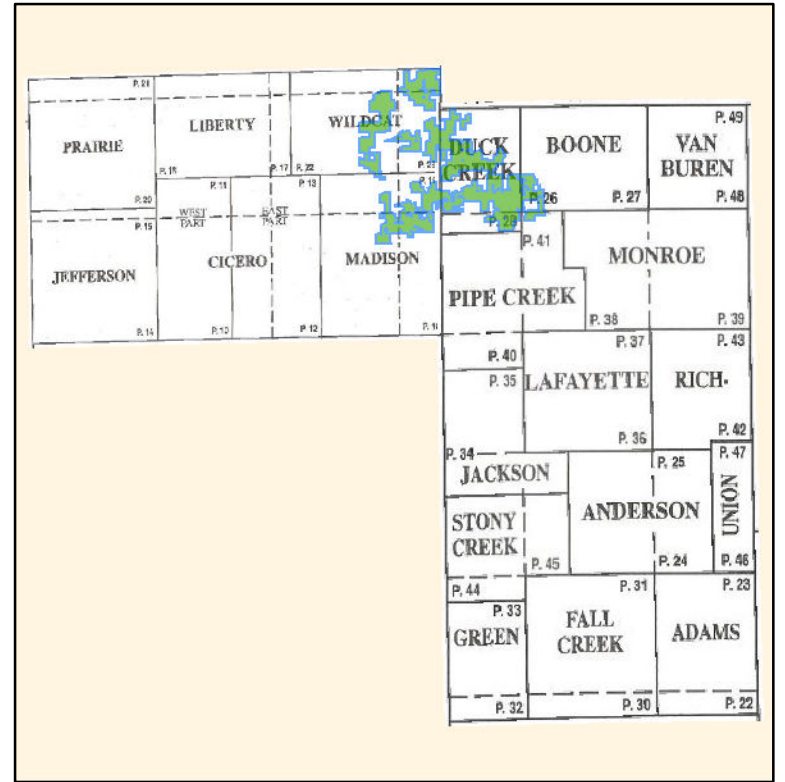 P. 21
PRAIRIE
P. 20
LIBERTY
P. 16
P. 17
P. 22
WILDCAT
P. 15
JEFFERSON
P. 14
P. 11
WEST
PART
EAST
PART
P. 13
CICERO
P. 12
MADISON
DUCK
CREEK
BOONE
P. 26
P. 27
P. 49
VAN
BUREN
P. 48
P. 28
P. 41
PIPE CREEK
P. 40
MONROE
P. 38
P. 39
P. 35
P. 37
LAFAYETTE
P. 36
P. 43
RICH-
P. 42
P. 34
JACKSON
P. 25
ANDERSON
P. 24
P. 47
UNION
P. 46
STONY
CREEK
P. 45
P. 44
P. 33
GREEN
P. 32
P. 31
FALL
CREEK
P. 30
P. 23
ADAMS
P. 22